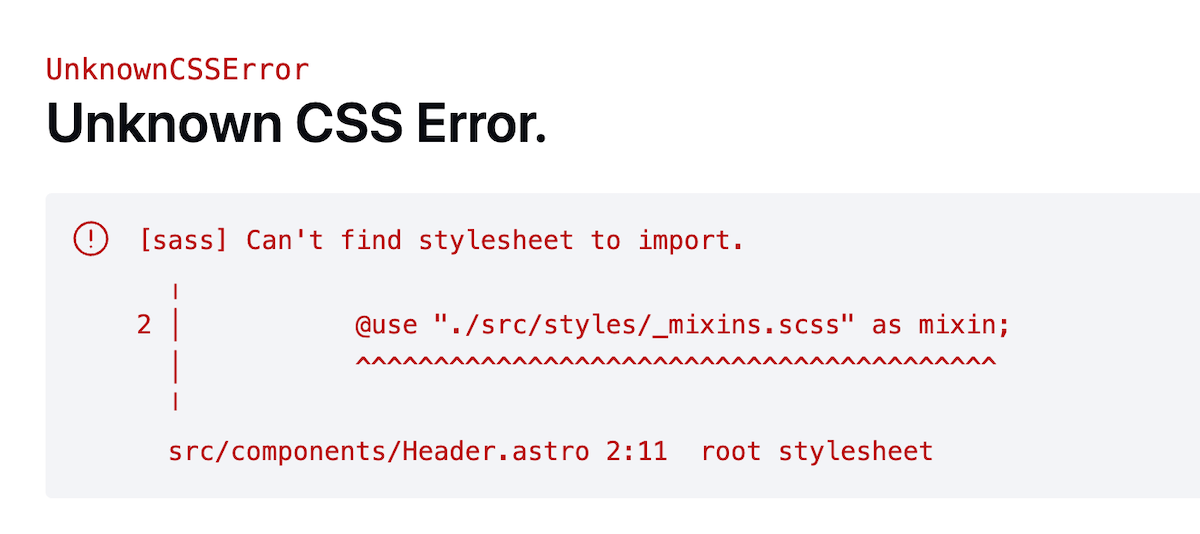 UnknownCSSError
Unknown CSS Error.
[sass] Can't find stylesheet to import.
╷
2 │ @use "./src/styles/_mixins.scss" as mixin;
│ ^^^^^^^^^^^^^^^^^^^^^^^^^^^^^^^^^^^^^^^^^
╵
src/components/Header.astro 2:11  root stylesheet